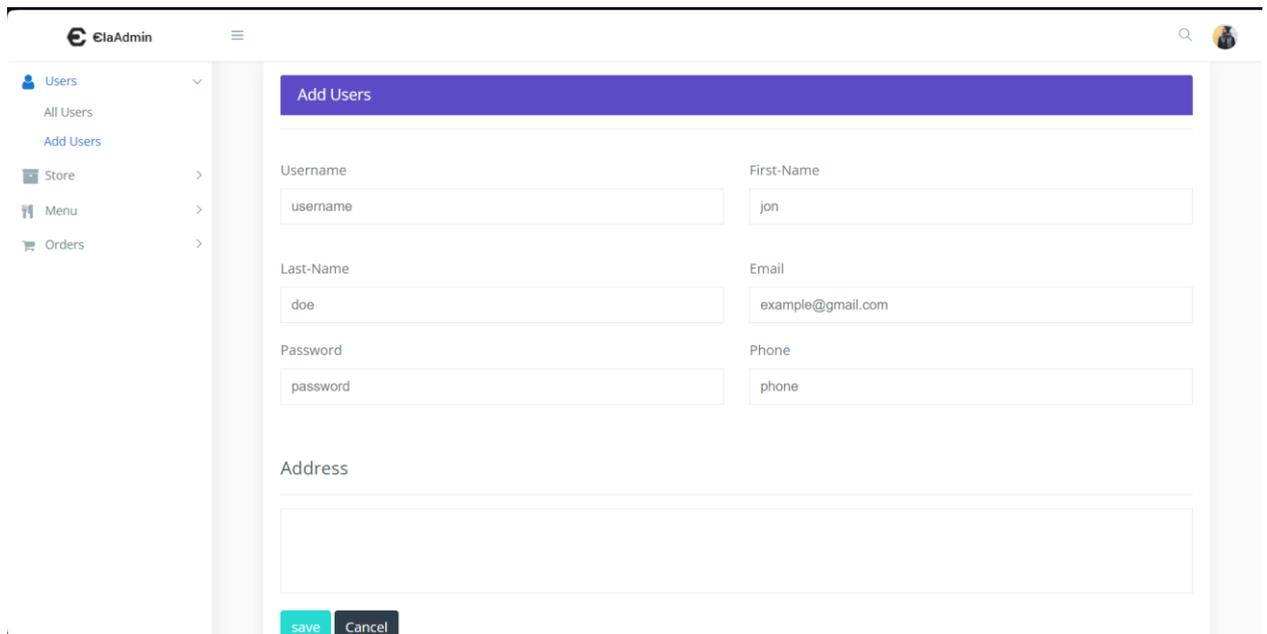 ElaAdmin
Users
All Users
Add Users
Store
Menu
Orders
Add Users
Username First-Name
username jon
Last-Name Email
doe example@gmail.com
Password Phone
password phone
Address
save Cancel